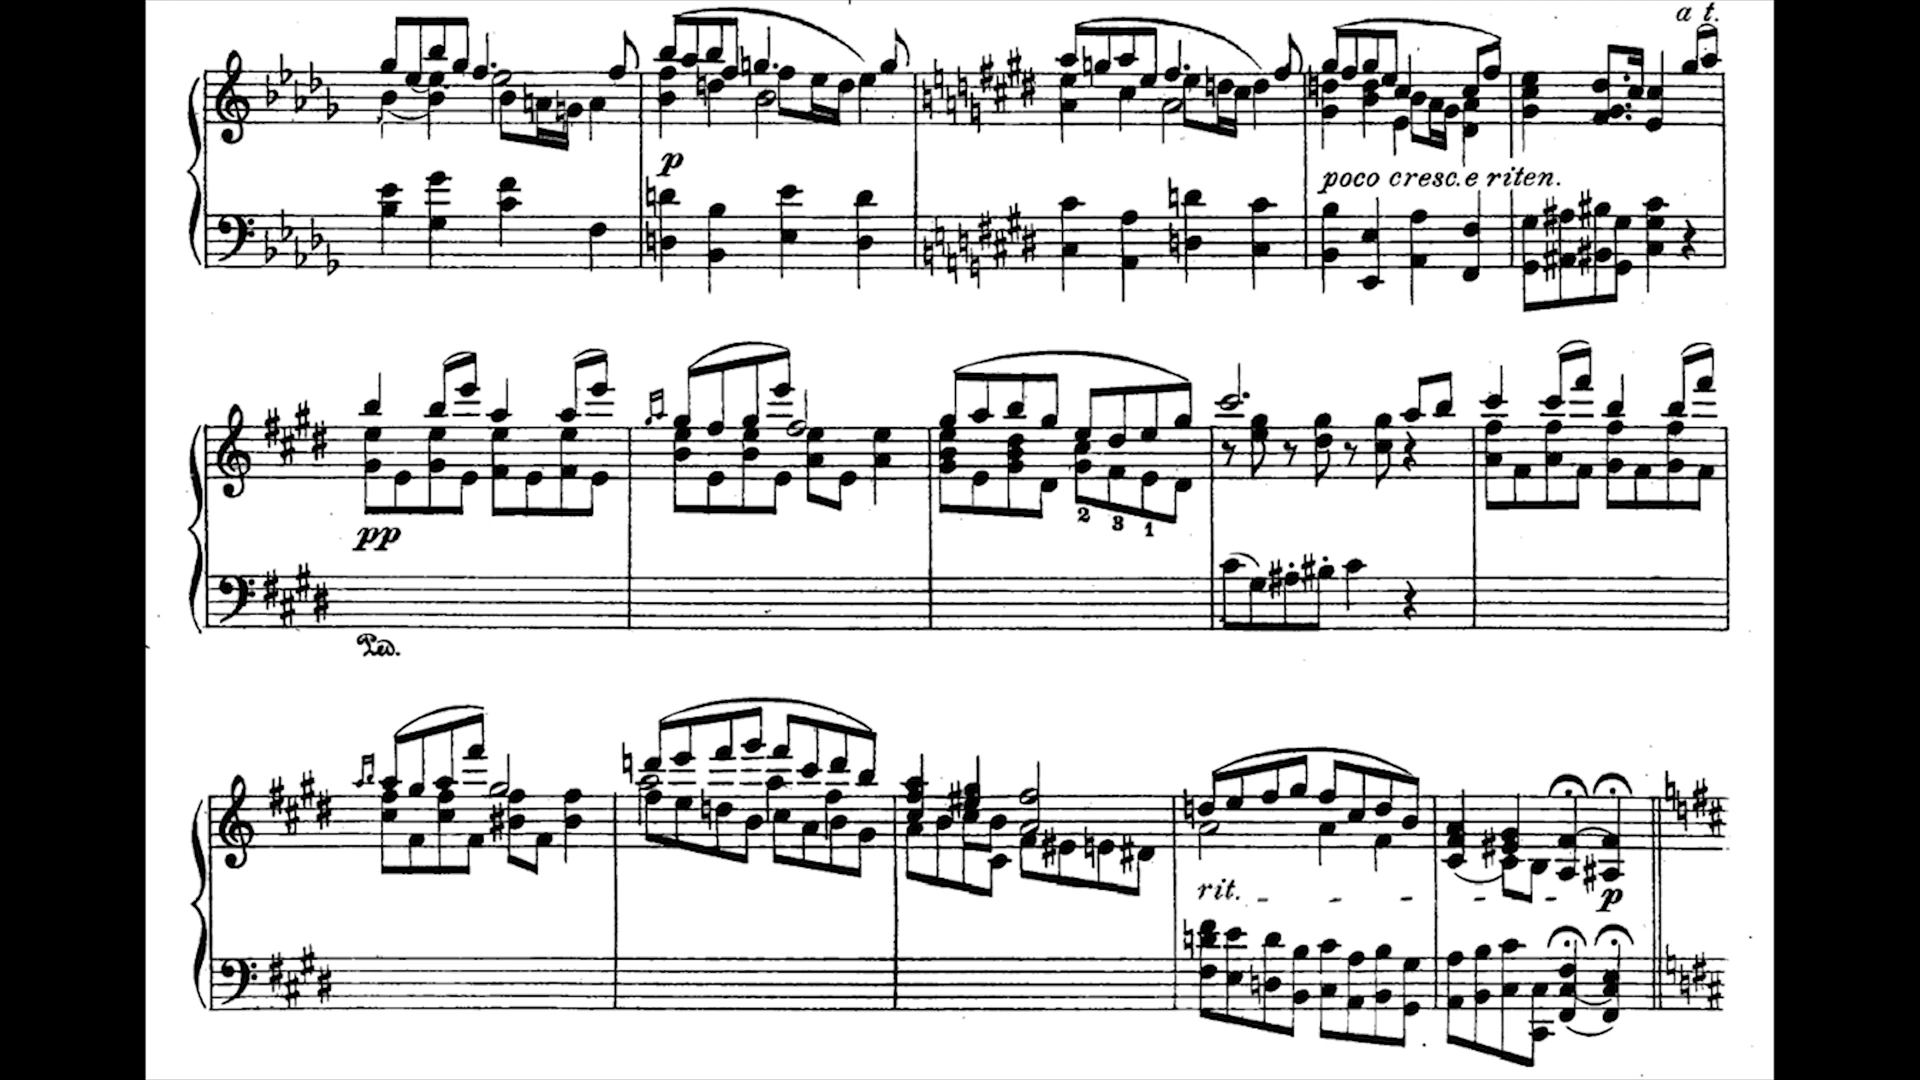 a t.
p
poco cresc. e riten.
pp
2 3 1
Ped.
rit.
p